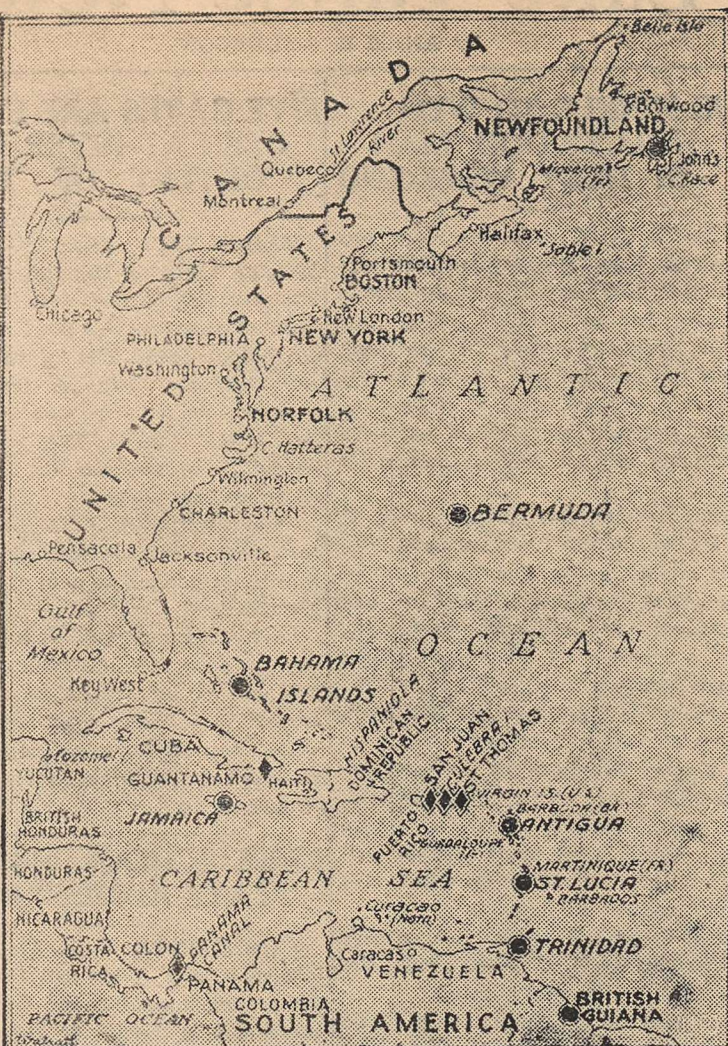 Belle Isle
CANADA
Botwood
NEWFOUNDLAND
St Lawrence
River
St Johns
C. Race
Quebec
Miquelon
(Fr)
Montreal
Halifax
Sable I
UNITED STATES
Portsmouth
BOSTON
Chicago
New London
PHILADELPHIA
NEW YORK
Washington
ATLANTIC
NORFOLK
C Hatteras
Wilmington
CHARLESTON
BERMUDA
Pensacola
Jacksonville
Gulf
of
Mexico
OCEAN
Key West
BAHAMA
ISLANDS
HISPANIOLA
DOMINICAN
REPUBLIC
SAN JUAN
CULEBRA I
ST THOMAS
CUBA
Cozumel I
YUCUTAN
GUANTANAMO
HAITI
VIRGIN IS. (U S)
BARBUDA (BR)
JAMAICA
BRITISH
HONDURAS
ANTIGUA
PUERTO
RICO
GUADALOUPE
HONDURAS
CARIBBEAN SEA
MARTINIQUE (FR)
ST. LUCIA
BARBADOS
NICARAGUA
Curacao
(Neth)
PANAMA
CANAL
COSTA
RICA
COLON
Caracas
TRINIDAD
VENEZUELA
PANAMA
COLOMBIA
BRITISH
GUIANA
PACIFIC OCEAN
SOUTH AMERICA